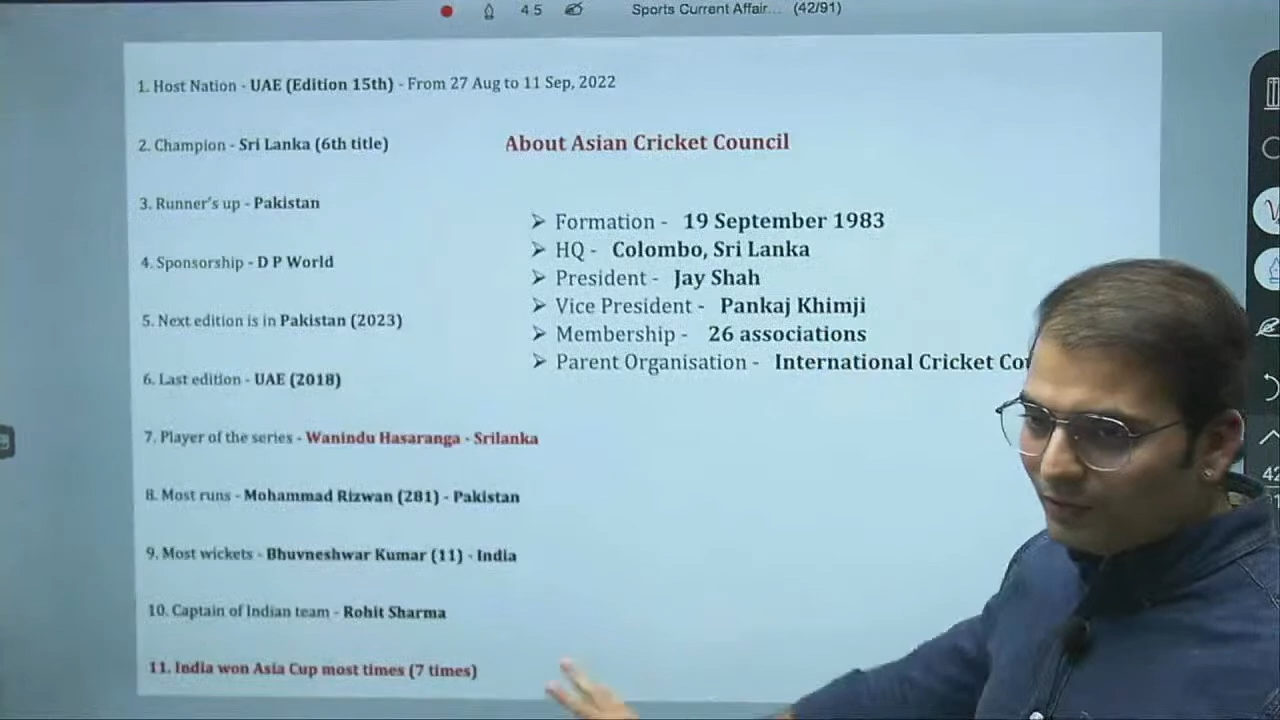 45 Sports Current Affair... (42/91)
1. Host Nation - UAE (Edition 15th) - From 27 Aug to 11 Sep, 2022
2. Champion - Sri Lanka (6th title)
3. Runner's up - Pakistan
4. Sponsorship - D P World
5. Next edition is in Pakistan (2023)
6. Last edition - UAE (2018)
7. Player of the series - Wanindu Hasaranga - Srilanka
8. Most runs - Mohammad Rizwan (281) - Pakistan
9. Most wickets - Bhuvneshwar Kumar (11) - India
10. Captain of Indian team - Rohit Sharma
11. India won Asia Cup most times (7 times)
About Asian Cricket Council
➢ Formation - 19 September 1983
➢ HQ - Colombo, Sri Lanka
➢ President - Jay Shah
➢ Vice President - Pankaj Khimji
➢ Membership - 26 associations
➢ Parent Organisation - International Cricket